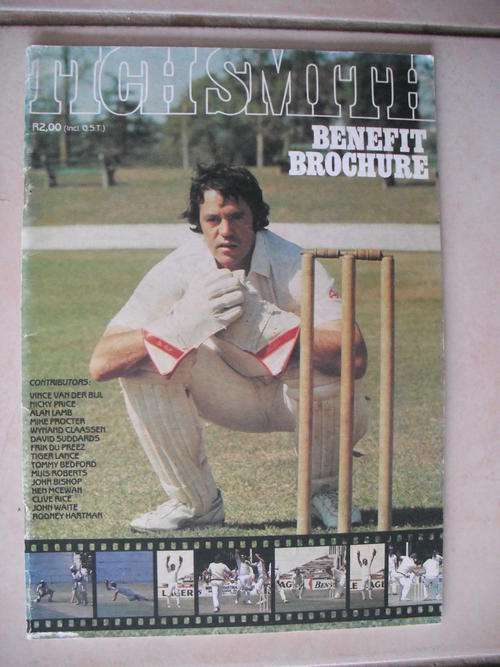 TICH SMITH
BENEFIT
BROCHURE
R2,00 (Incl. G.S.T.)
CONTRIBUTORS:
VINCE VAN DER BIJL
NICKY PRICE
ALAN LAMB
MIKE PROCTER
WYNAND CLAASSEN
DAVID SUDDARDS
FRIK DU PREEZ
TIGER LANCE
TOMMY BEDFORD
MUIS ROBERTS
JOHN BISHOP
KEN MCEWAN
CLIVE RICE
JOHN WAITE
RODNEY HARTMAN
LAGER